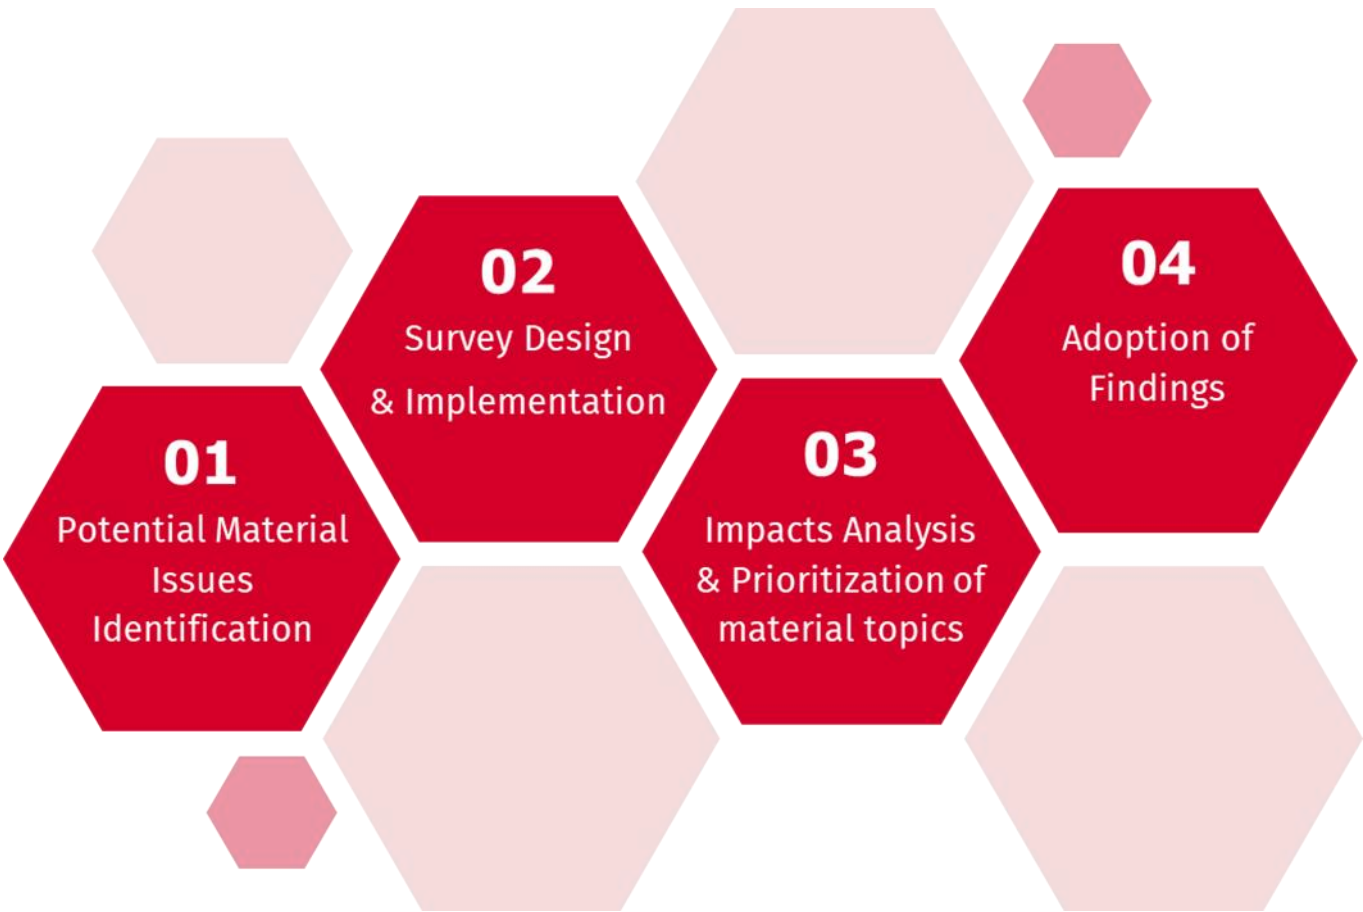 01
Potential Material
Issues
Identification
02
Survey Design
& Implementation
03
Impacts Analysis
& Prioritization of
material topics
04
Adoption of
Findings